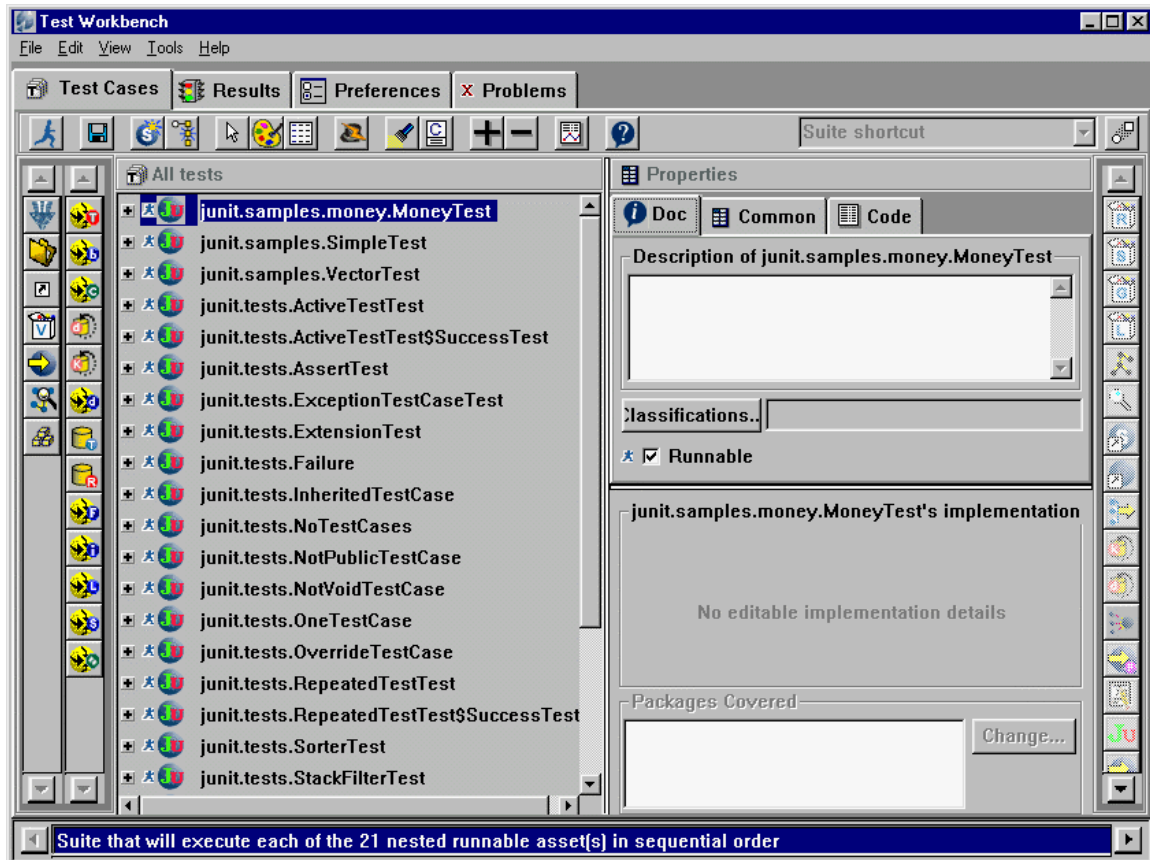 Test Workbench
File Edit View Tools Help
Test Cases Results Preferences X Problems
Suite shortcut
All tests
junit.samples.money.MoneyTest
junit.samples.SimpleTest
junit.samples.VectorTest
junit.tests.ActiveTestTest
junit.tests.ActiveTestTest$SuccessTest
junit.tests.AssertTest
junit.tests.ExceptionTestCaseTest
junit.tests.ExtensionTest
junit.tests.Failure
junit.tests.InheritedTestCase
junit.tests.NoTestCases
junit.tests.NotPublicTestCase
junit.tests.NotVoidTestCase
junit.tests.OneTestCase
junit.tests.OverrideTestCase
junit.tests.RepeatedTestTest
junit.tests.RepeatedTestTest$SuccessTest
junit.tests.SorterTest
junit.tests.StackFilterTest
Properties
Doc Common Code
Description of junit.samples.money.MoneyTest
lassifications..
Runnable
junit.samples.money.MoneyTest's implementation
No editable implementation details
Packages Covered
Change...
Suite that will execute each of the 21 nested runnable asset(s) in sequential order